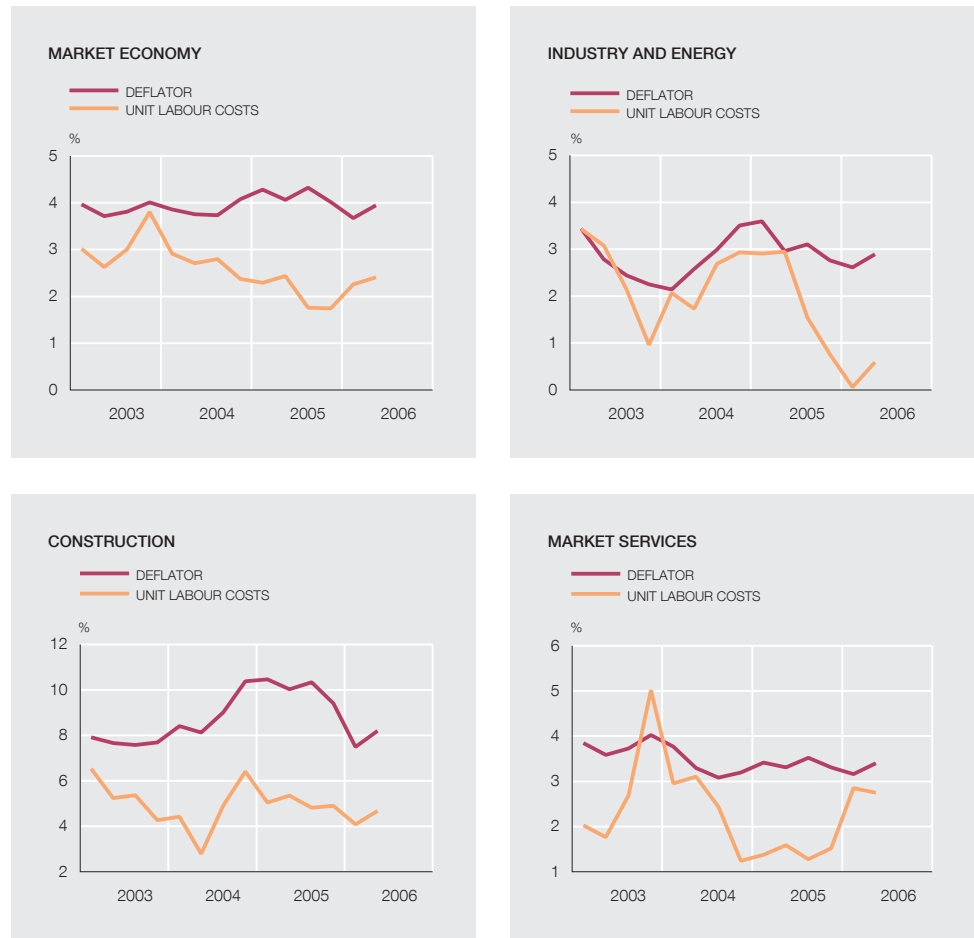 MARKET ECONOMY
DEFLATOR
UNIT LABOUR COSTS
%
5
4
3
2
1
0
2003 2004 2005 2006
INDUSTRY AND ENERGY
DEFLATOR
UNIT LABOUR COSTS
%
5
4
3
2
1
0
2003 2004 2005 2006
CONSTRUCTION
DEFLATOR
UNIT LABOUR COSTS
%
12
10
8
6
4
2
2003 2004 2005 2006
MARKET SERVICES
DEFLATOR
UNIT LABOUR COSTS
%
6
5
4
3
2
1
2003 2004 2005 2006